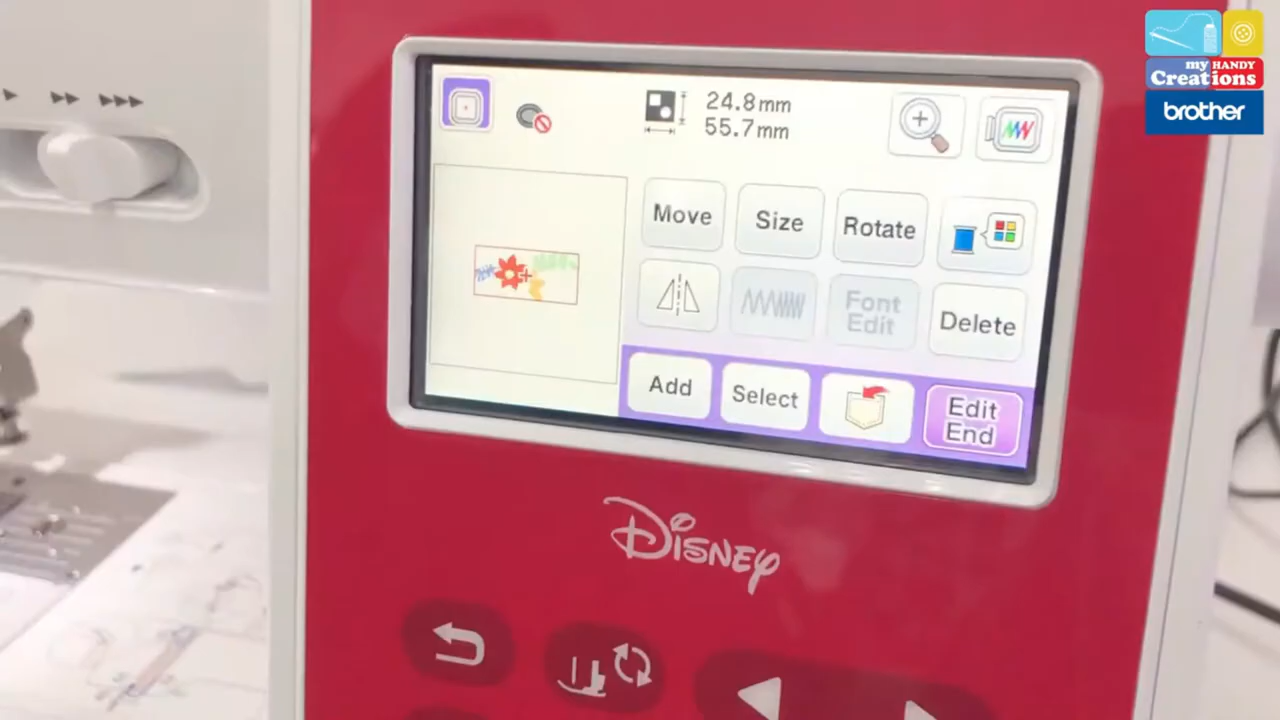 24.8mm
55.7mm
Move
Size
Rotate
Font
Edit
Delete
Add
Select
Edit
End
Disney
my HANDY
Creations
brother